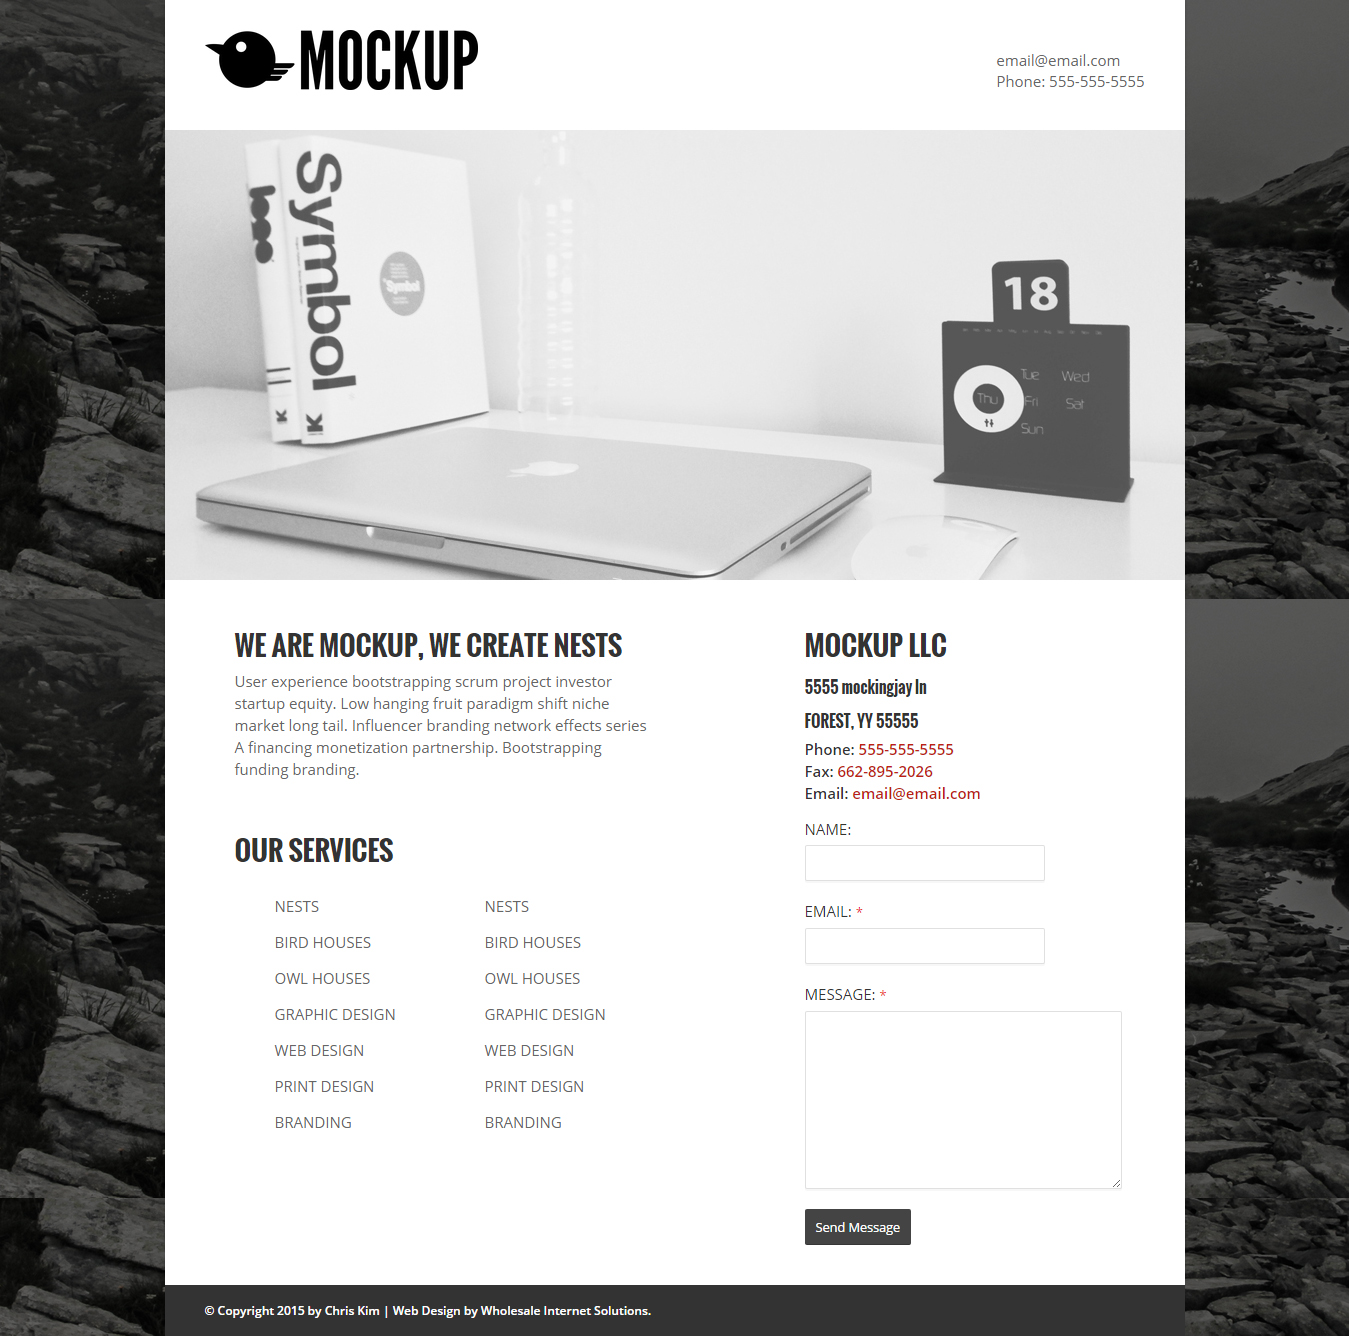 MOCKUP
email@email.com
Phone: 555-555-5555
logo
Symbol
Symbol
K
K
18
Tue Wed
Thu Fri Sat
Sun
WE ARE MOCKUP, WE CREATE NESTS
User experience bootstrapping scrum project investor
startup equity. Low hanging fruit paradigm shift niche
market long tail. Influencer branding network effects series
A financing monetization partnership. Bootstrapping
funding branding.
OUR SERVICES
NESTS
BIRD HOUSES
OWL HOUSES
GRAPHIC DESIGN
WEB DESIGN
PRINT DESIGN
BRANDING
NESTS
BIRD HOUSES
OWL HOUSES
GRAPHIC DESIGN
WEB DESIGN
PRINT DESIGN
BRANDING
MOCKUP LLC
5555 mockingjay ln
FOREST, YY 55555
Phone: 555-555-5555
Fax: 662-895-2026
Email: email@email.com
NAME:
EMAIL: *
MESSAGE: *
Send Message
© Copyright 2015 by Chris Kim | Web Design by Wholesale Internet Solutions.